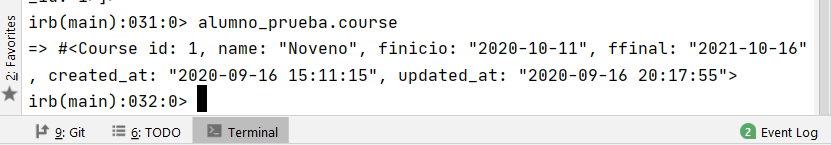 irb(main):031:0> alumno_prueba.course
=> #<Course id: 1, name: "Noveno", finicio: "2020-10-11", ffinal: "2021-10-16"
, created_at: "2020-09-16 15:11:15", updated_at: "2020-09-16 20:17:55">
irb(main):032:0>
2: Favorites
9: Git
6: TODO
Terminal
2 Event Log